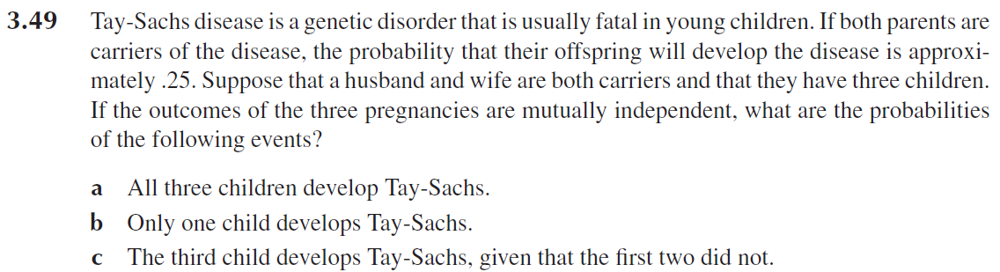 3.49 Tay-Sachs disease is a genetic disorder that is usually fatal in young children. If both parents are
carriers of the disease, the probability that their offspring will develop the disease is approxi-
mately .25. Suppose that a husband and wife are both carriers and that they have three children.
If the outcomes of the three pregnancies are mutually independent, what are the probabilities
of the following events?
a All three children develop Tay-Sachs.
b Only one child develops Tay-Sachs.
c The third child develops Tay-Sachs, given that the first two did not.